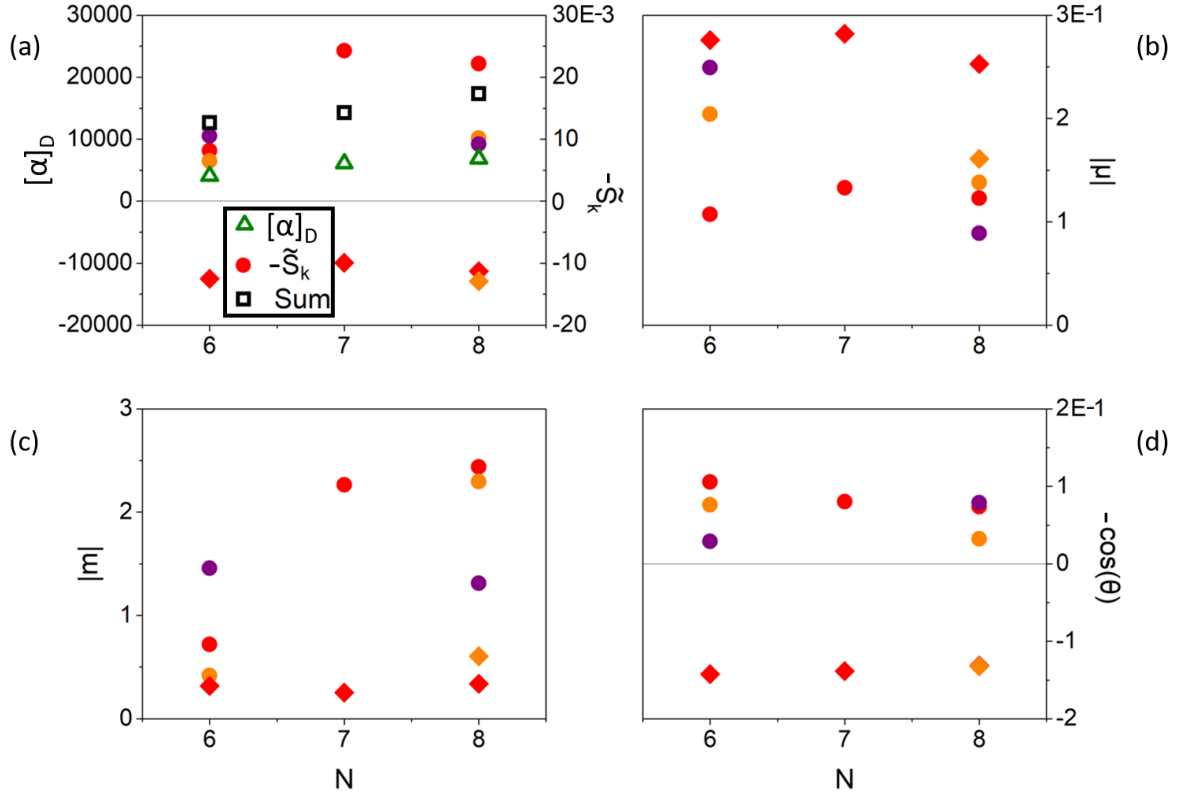 (a)
30000
20000
10000
0
-10000
-20000
[α]D
30E-3
20
10
0
-10
-20
-S̃k
6
7
8
[α]D
-S̃k
Sum
(b)
3E-1
2
1
0
|μ|
6
7
8
(c)
3
2
1
0
|m|
6
7
8
N
(d)
2E-1
1
0
-1
-2
-cos(θ)
6
7
8
N